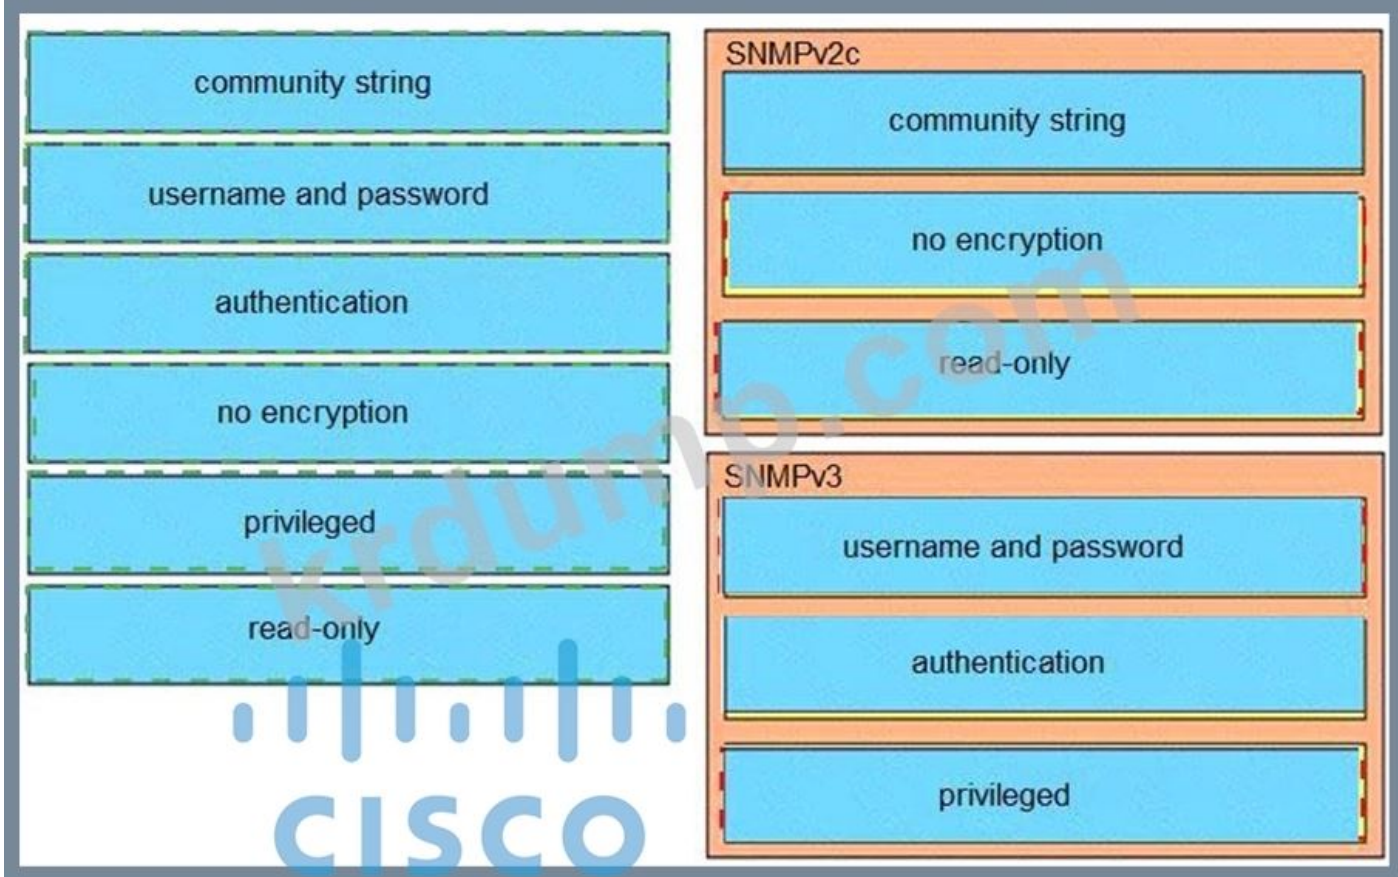 community string
username and password
authentication
no encryption
privileged
read-only
SNMPv2c
community string
no encryption
read-only
SNMPv3
username and password
authentication
privileged
krdump.com
CISCO